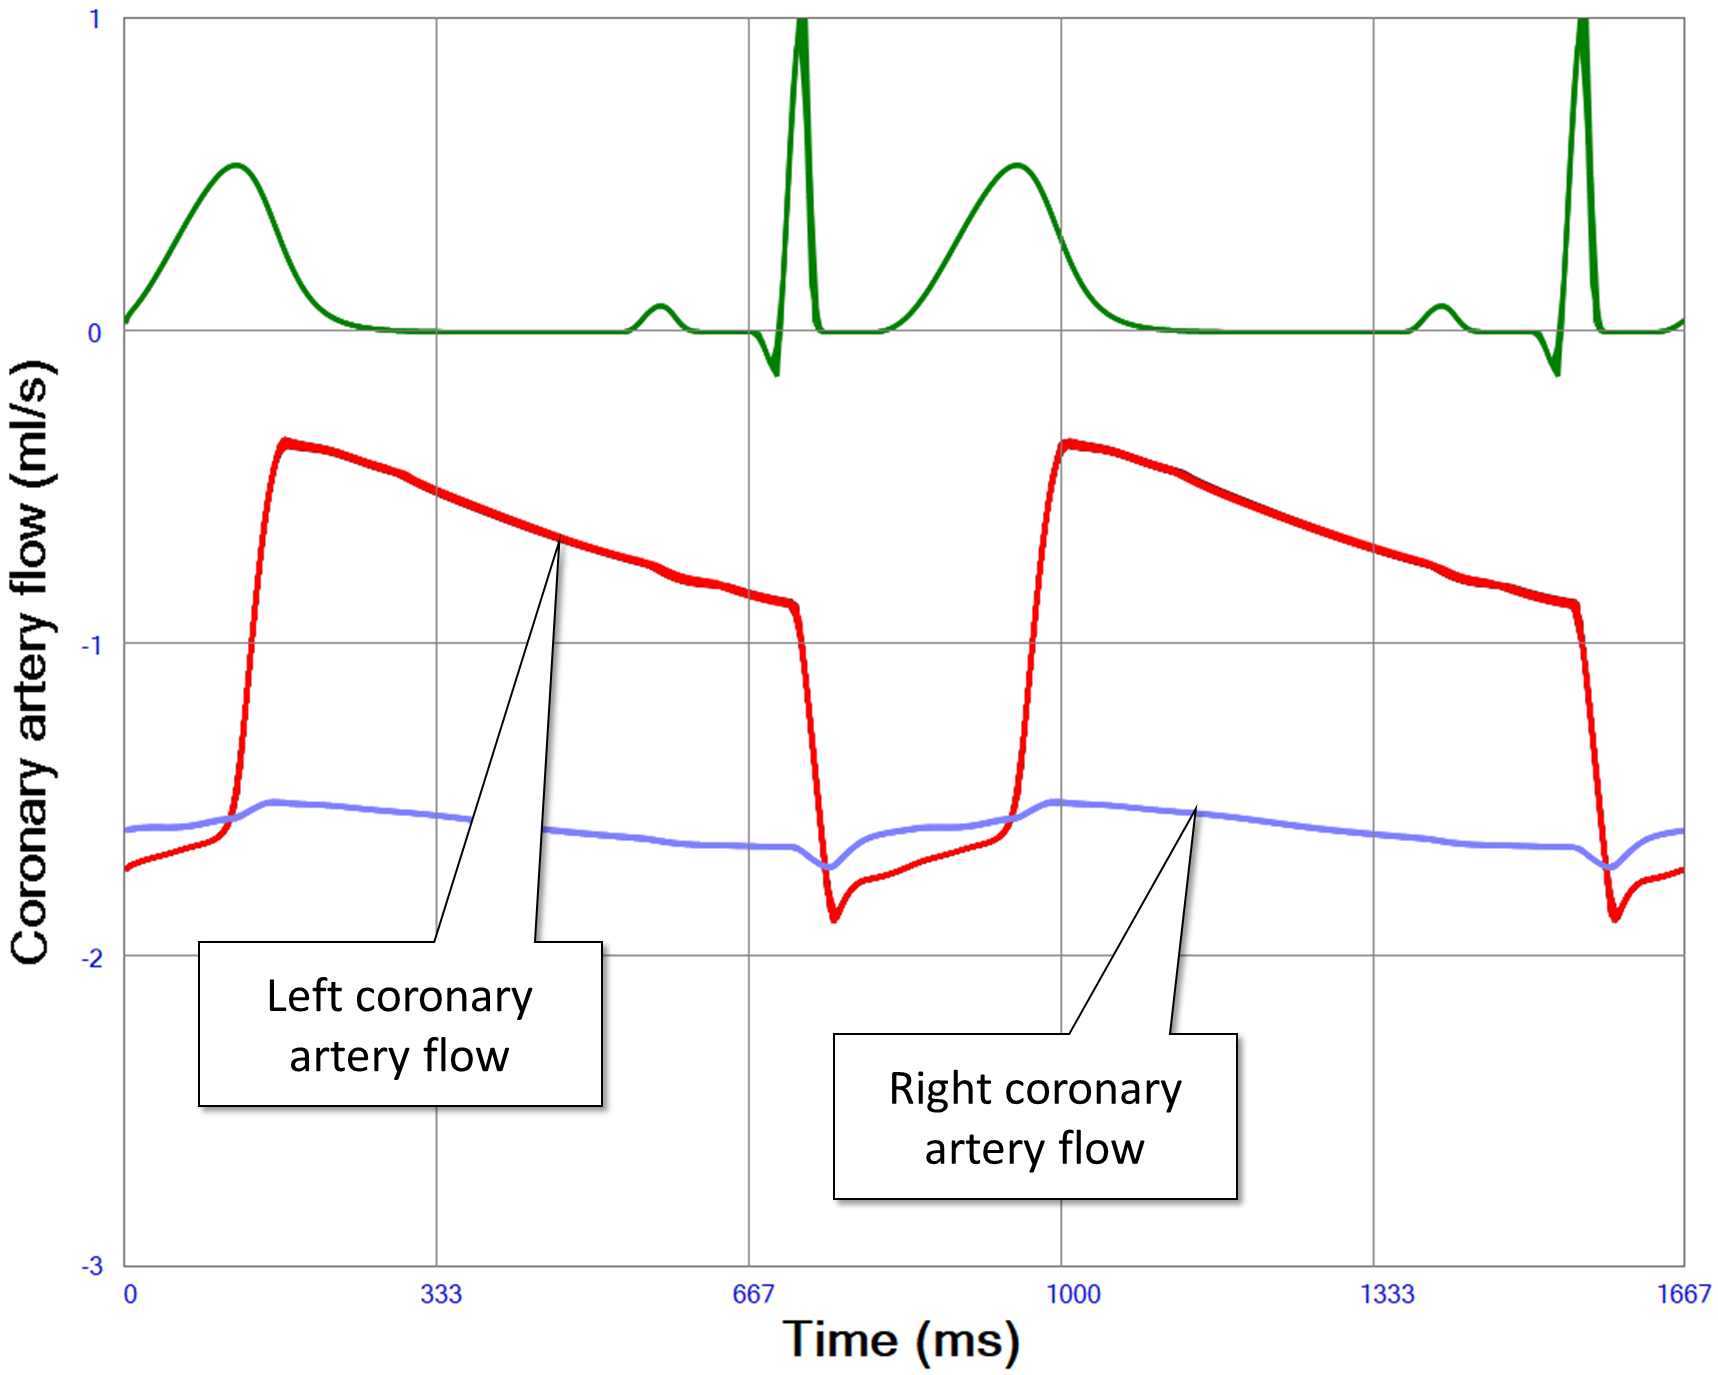 1
0
-1
-2
-3
Coronary artery flow (ml/s)
Left coronary
artery flow
Right coronary
artery flow
0
333
667
1000
1333
1667
Time (ms)